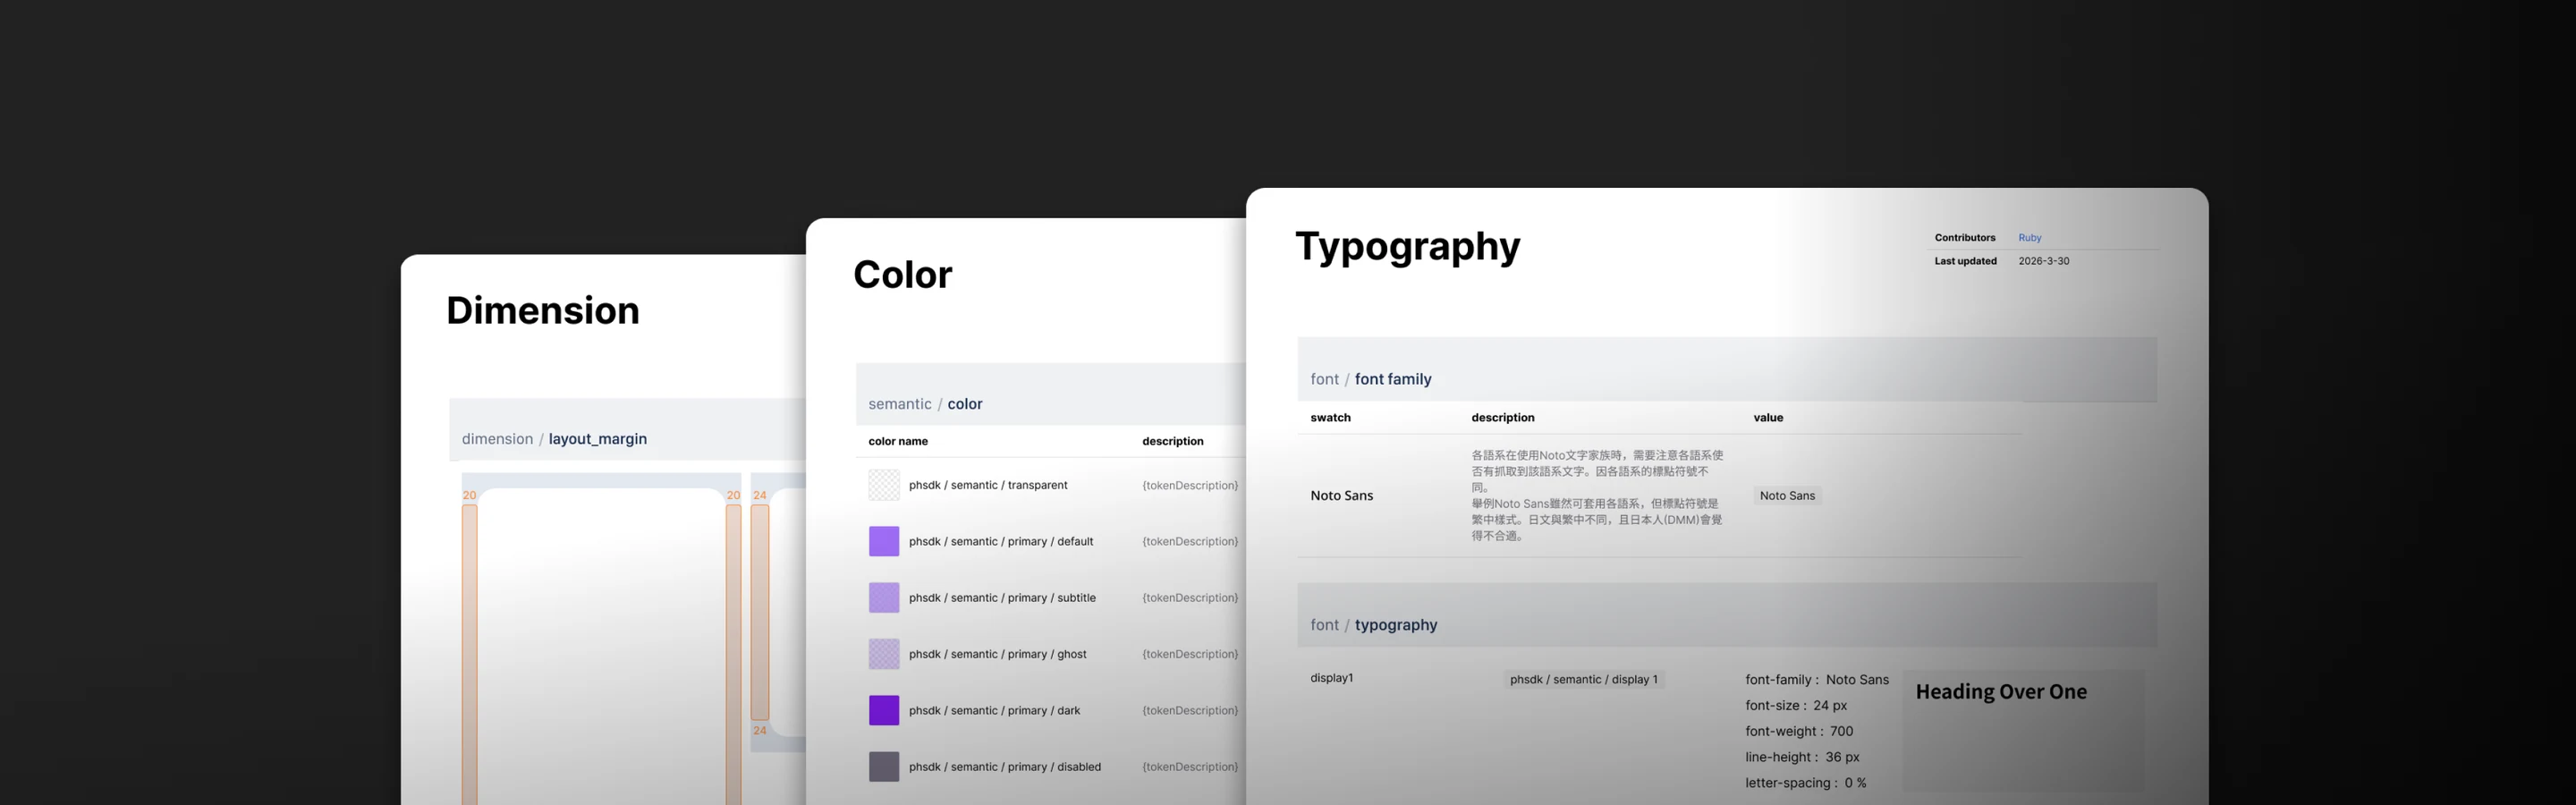 Dimension
dimension / layout_margin
20
20
24
24
Color
semantic / color
color name description
phsdk / semantic / transparent {tokenDescription}
phsdk / semantic / primary / default {tokenDescription}
phsdk / semantic / primary / subtitle {tokenDescription}
phsdk / semantic / primary / ghost {tokenDescription}
phsdk / semantic / primary / dark {tokenDescription}
phsdk / semantic / primary / disabled {tokenDescription}
Typography
Contributors Ruby
Last updated 2026-3-30
font / font family
swatch description value
Noto Sans
各語系在使用Noto文字家族時，需要注意各語系使
否有抓取到該語系文字。因各語系的標點符號不
同。
舉例Noto Sans雖然可套用各語系，但標點符號是
繁中樣式。日文與繁中不同，且日本人(DMM)會覺
得不合適。
Noto Sans
font / typography
display1
phsdk / semantic / display 1
font-family : Noto Sans
font-size : 24 px
font-weight : 700
line-height : 36 px
letter-spacing : 0 %
Heading Over One